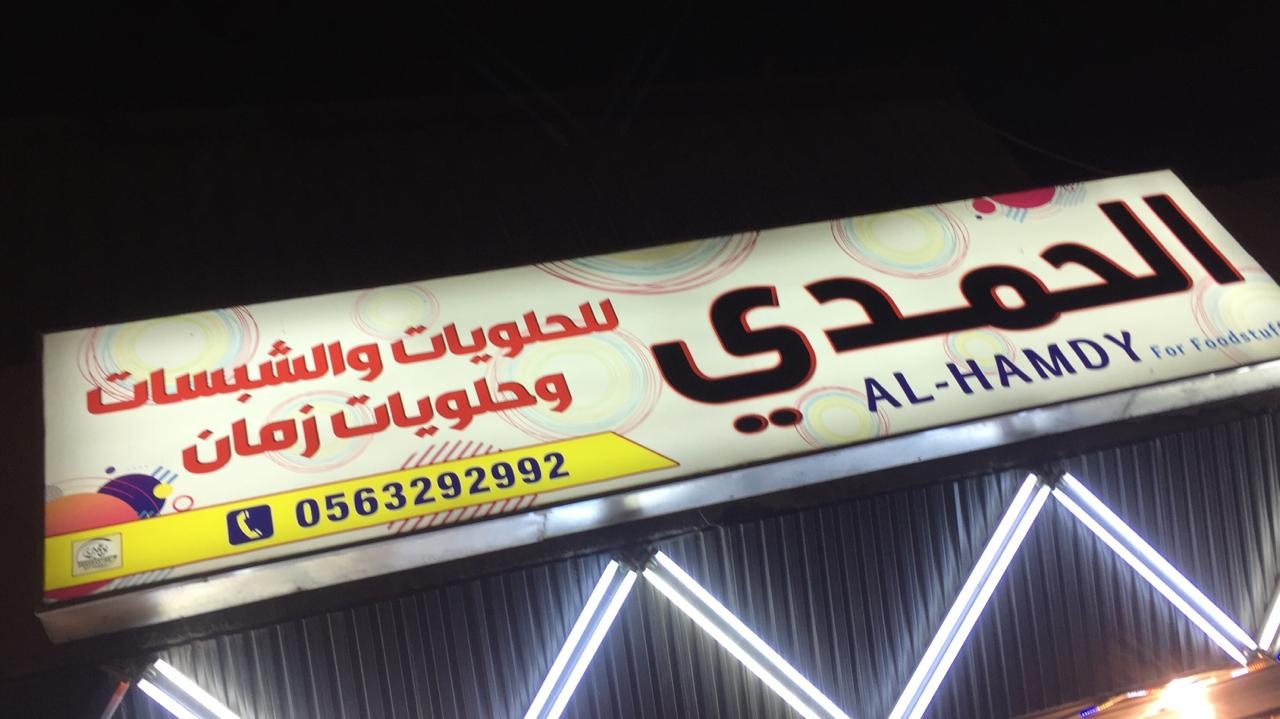 الحمدي
AL-HAMDY For Foodstuff
للحلويات والشبسات
وحلويات زمان
0563292992